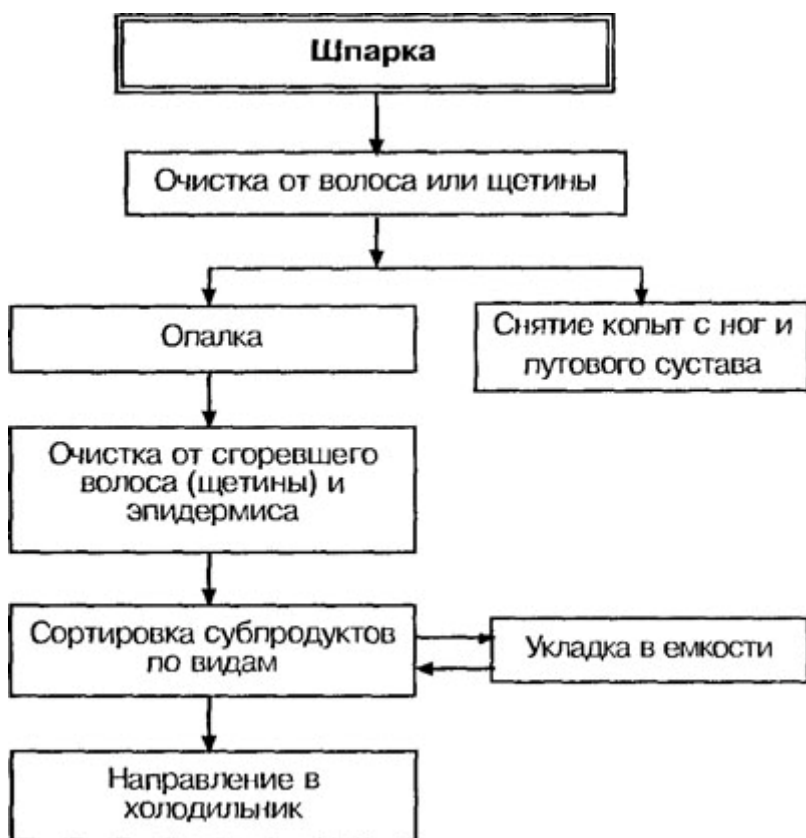 Шпарка
Очистка от волоса или щетины
Опалка
Снятие копыт с ног и
путового сустава
Очистка от сгоревшего
волоса (щетины) и
эпидермиса
Сортировка субпродуктов
по видам
Укладка в емкости
Направление в
холодильник